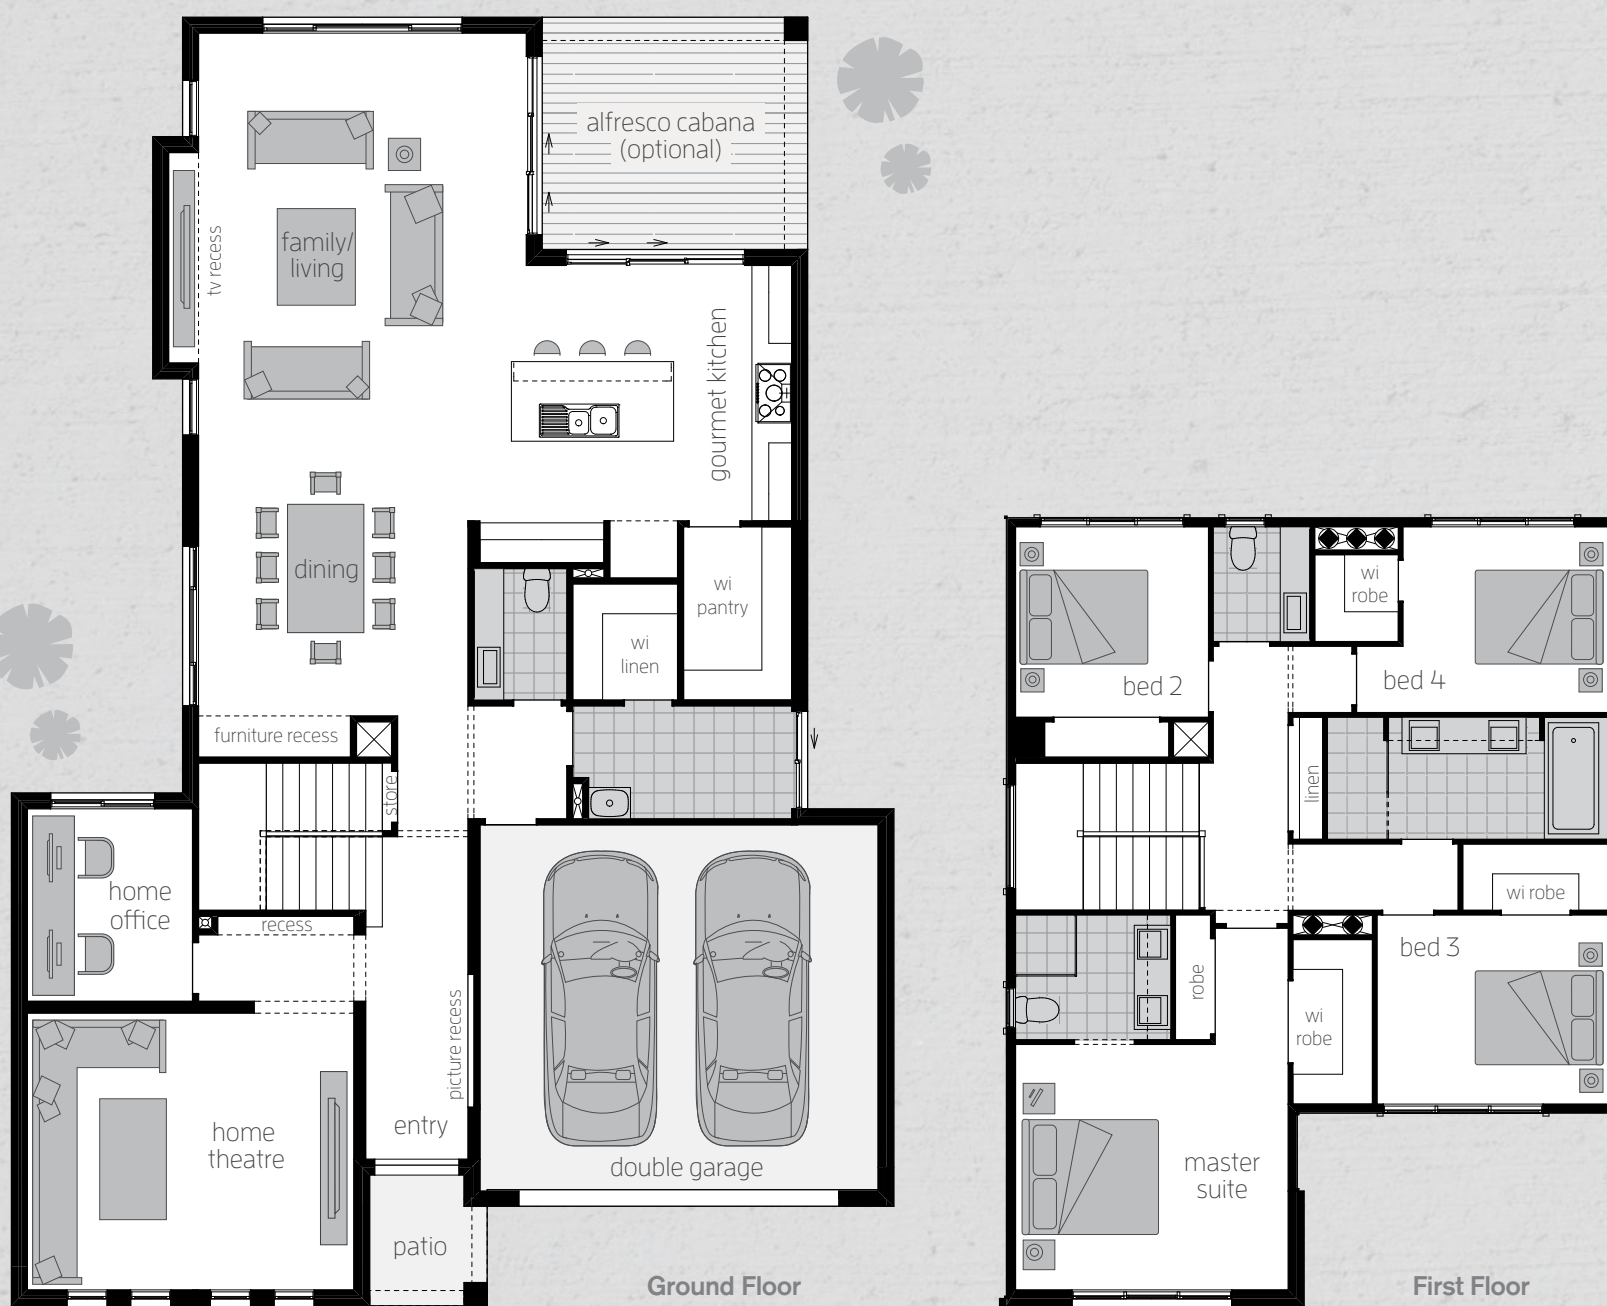 alfresco cabana
(optional)
tv recess
family/
living
gourmet kitchen
dining
wi
pantry
wi
linen
furniture recess
store
home
office
recess
picture recess
entry
home
theatre
double garage
patio
Ground Floor
wi
robe
bed 2
bed 4
linen
wi robe
bed 3
robe
wi
robe
master
suite
First Floor